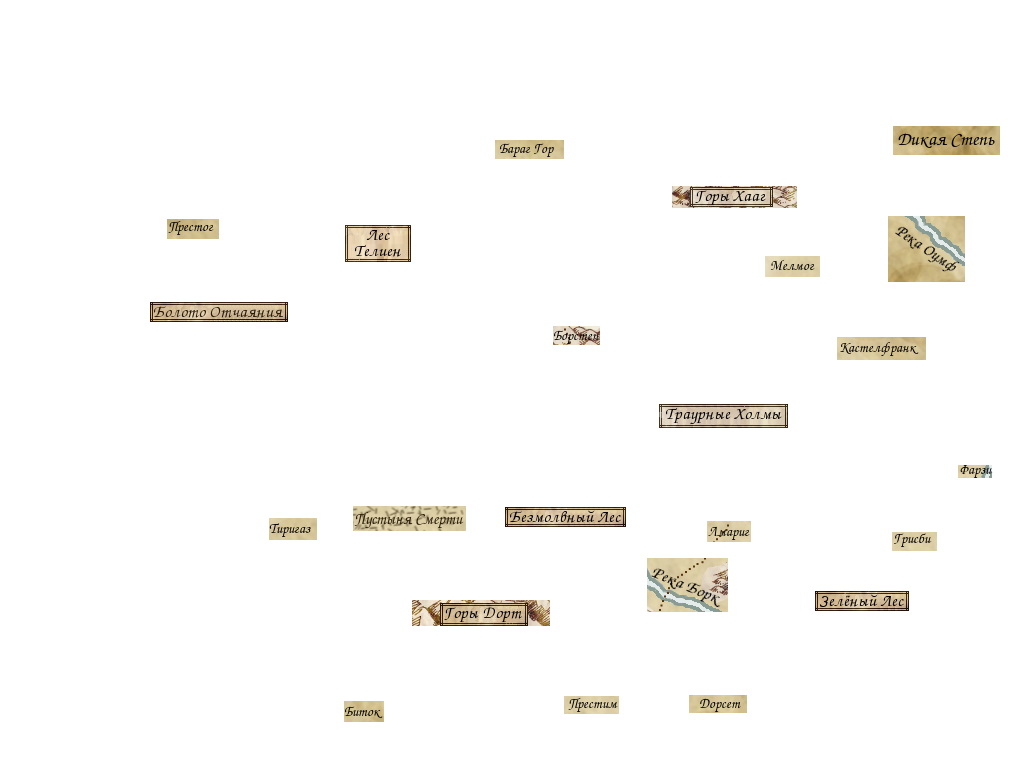 Дикая Степь
Бараг Гор
Горы Хааг
Престог
Лес
Телиен
Река Оумф
Мелмог
Болото Отчаяния
Борстен
Кастелфранк
Траурные Холмы
Фарзи
Пустыня Смерти
Безмолвный Лес
Тиригаз
Амариг
Грисби
Река Борк
Зелёный Лес
Горы Дорт
Биток
Престим
Дорсет